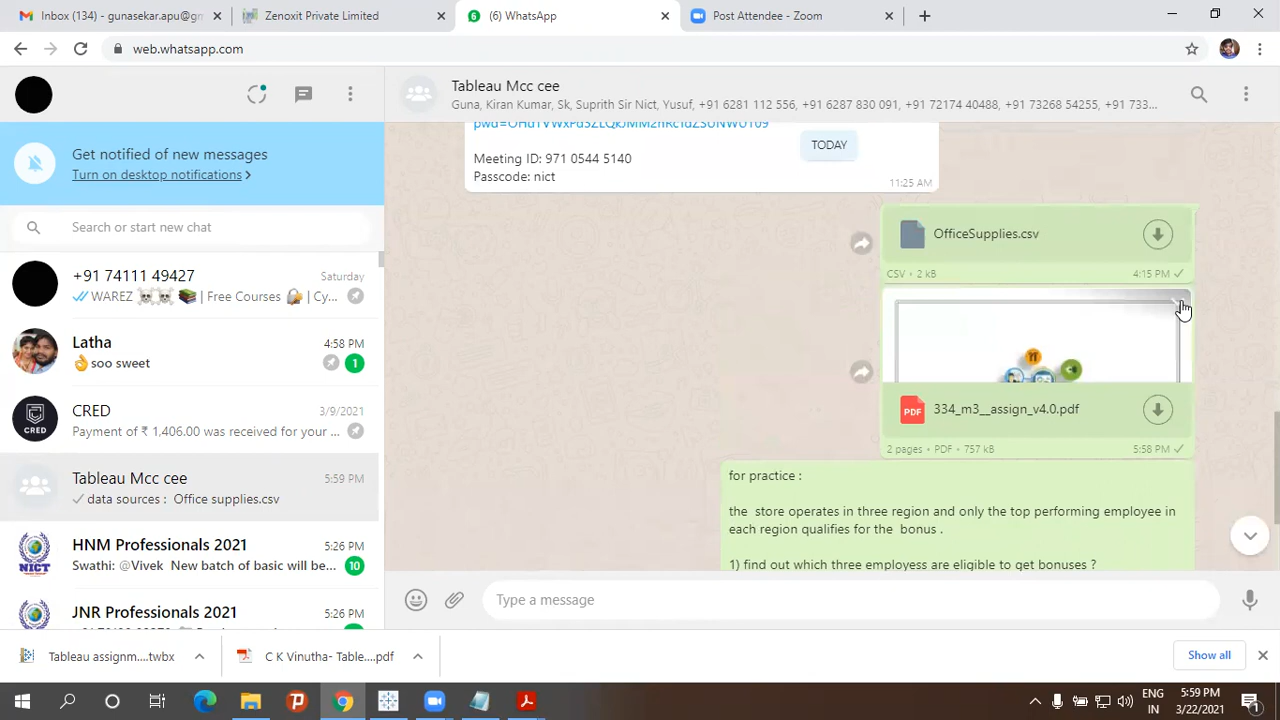 Inbox (134) - gunasekar.apu@gm
Zenoxit Private Limited
(6) WhatsApp
Post Attendee - Zoom
web.whatsapp.com
Tableau Mcc cee
Guna, Kiran Kumar, Sk, Suprith Sir Nict, Yusuf, +91 6281 112 556, +91 6287 830 091, +91 72174 40488, +91 73268 54255, +91 733...
Get notified of new messages
Turn on desktop notifications >
Search or start new chat
+91 74111 49427
Saturday
WAREZ ☠☠ 📚 | Free Courses 🔐 | Cy...
Latha
4:58 PM
👌soo sweet
1
CRED
3/9/2021
CRED
Payment of ₹ 1,406.00 was received for your ...
Tableau Mcc cee
5:59 PM
data sources : Office supplies.csv
HNM Professionals 2021
5:26 PM
Swathi: @Vivek New batch of basic will be...
10
JNR Professionals 2021
5:26 PM
TODAY
Meeting ID: 971 0544 5140
Passcode: nict
11:25 AM
OfficeSupplies.csv
CSV • 2 kB
4:15 PM
PDF
334_m3__assign_v4.0.pdf
2 pages • PDF • 757 kB
5:58 PM
for practice :
the store operates in three region and only the top performing employee in
each region qualifies for the bonus .
1) find out which three employess are eligible to get bonuses ?
Type a message
Tableau assignm....twbx
C K Vinutha- Table....pdf
Show all
ENG
IN
5:59 PM
3/22/2021
1